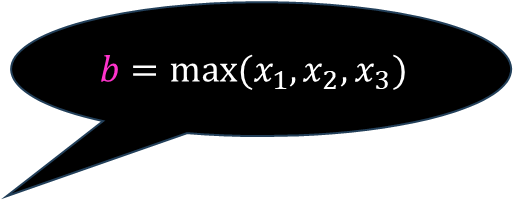 b = max(x₁, x₂, x₃)